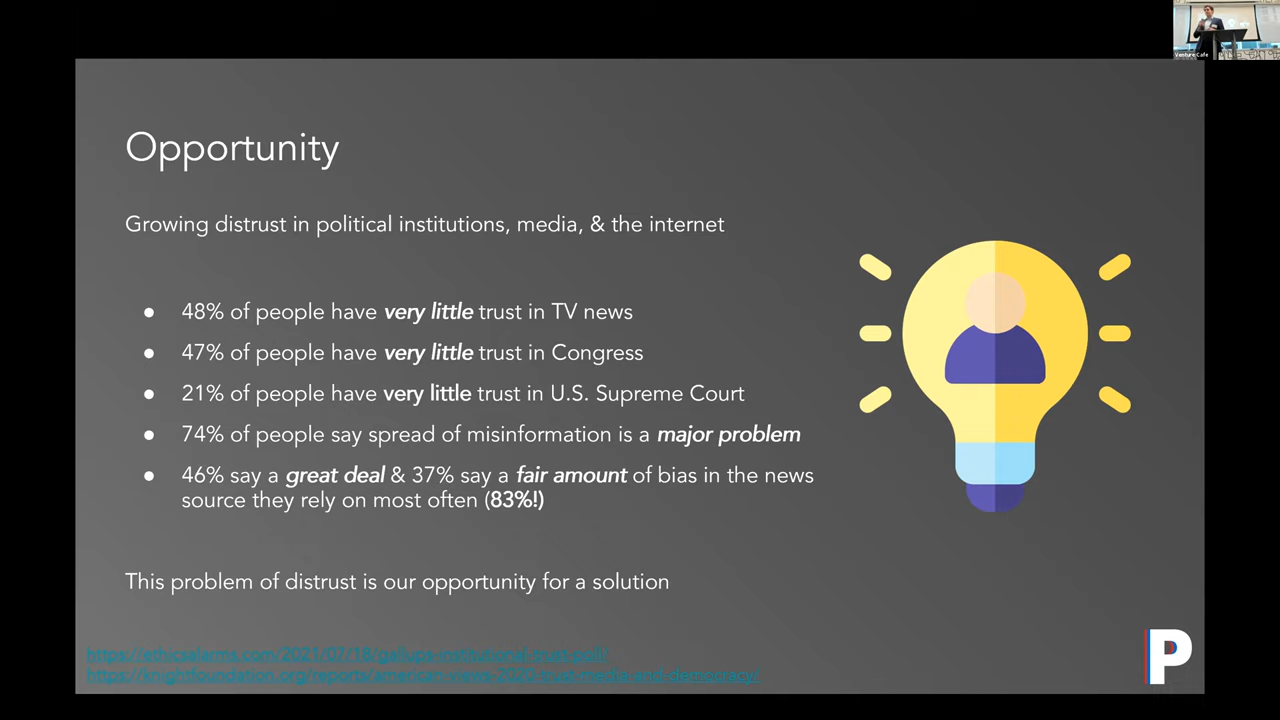 Venture Cafe
Opportunity
Growing distrust in political institutions, media, & the internet
● 48% of people have very little trust in TV news
● 47% of people have very little trust in Congress
● 21% of people have very little trust in U.S. Supreme Court
● 74% of people say spread of misinformation is a major problem
● 46% say a great deal & 37% say a fair amount of bias in the news
source they rely on most often (83%!)
This problem of distrust is our opportunity for a solution
https://ethicsalarms.com/2021/07/18/gallups-institutional-trust-poll/
https://knightfoundation.org/reports/american-views-2020-trust-media-and-democracy/
P